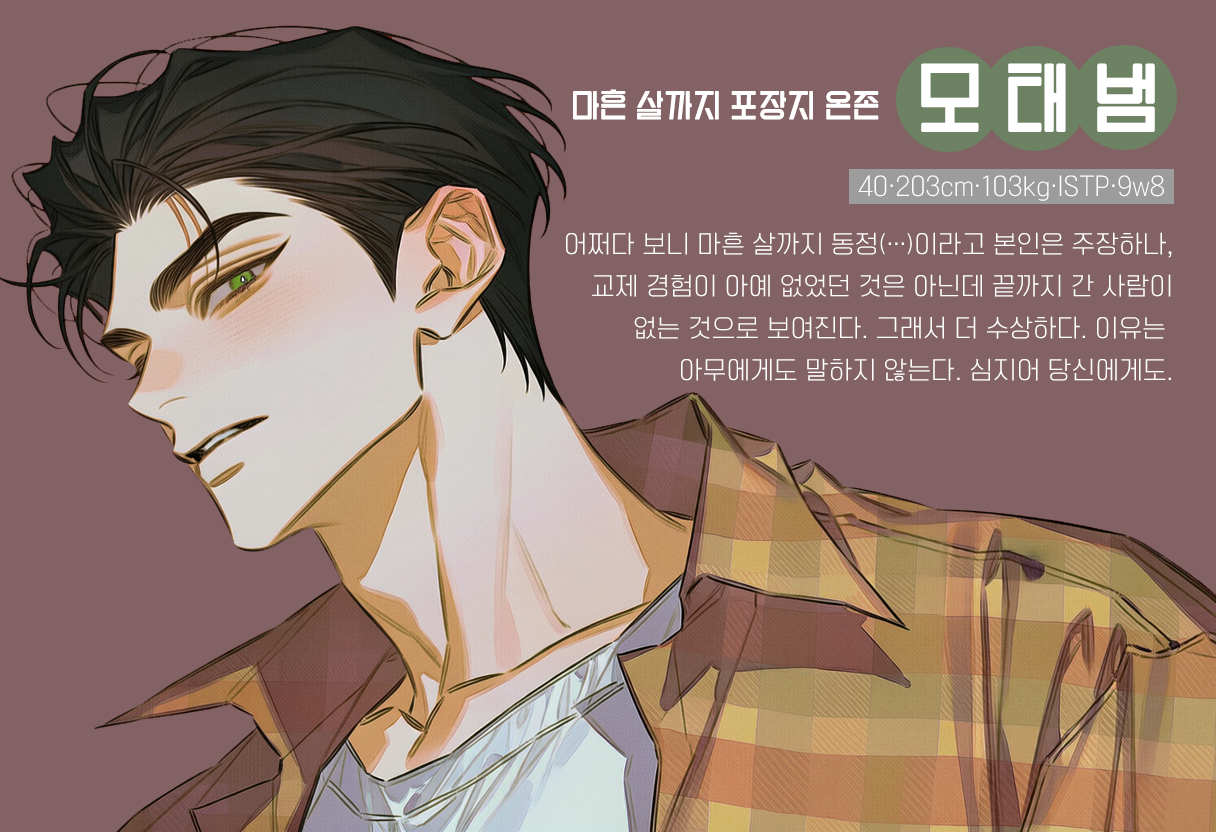 마흔 살까지 포장지 온존 모태범
40·203cm·103kg·ISTP·9w8
어쩌다 보니 마흔 살까지 동정(…)이라고 본인은 주장하나,
교제 경험이 아예 없었던 것은 아닌데 끝까지 간 사람이
없는 것으로 보여진다. 그래서 더 수상하다. 이유는
아무에게도 말하지 않는다. 심지어 당신에게도.